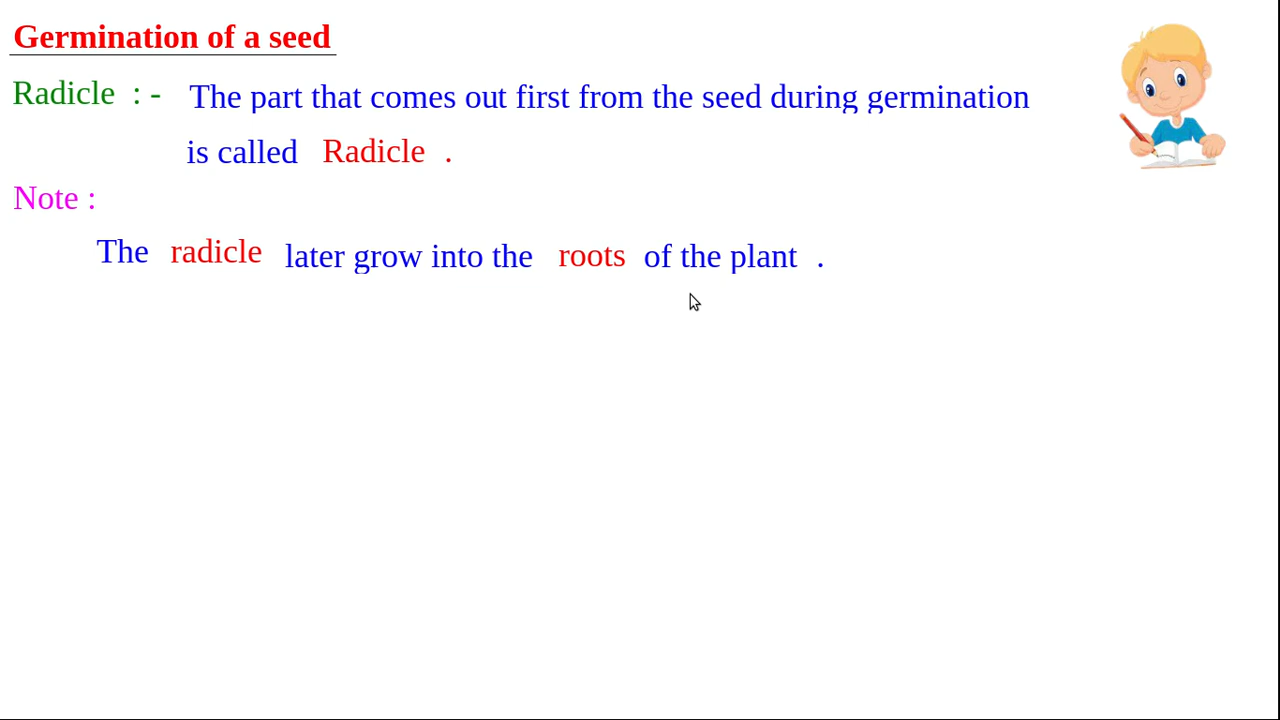 Germination of a seed
Radicle : - The part that comes out first from the seed during germination
is called Radicle .
Note :
The radicle later grow into the roots of the plant .